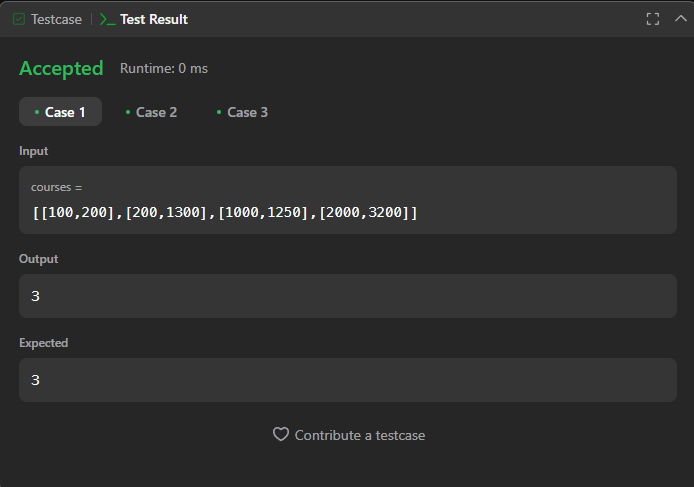 Testcase | Test Result
Accepted Runtime: 0 ms
Case 1 Case 2 Case 3
Input
courses =
[[100,200],[200,1300],[1000,1250],[2000,3200]]
Output
3
Expected
3
Contribute a testcase